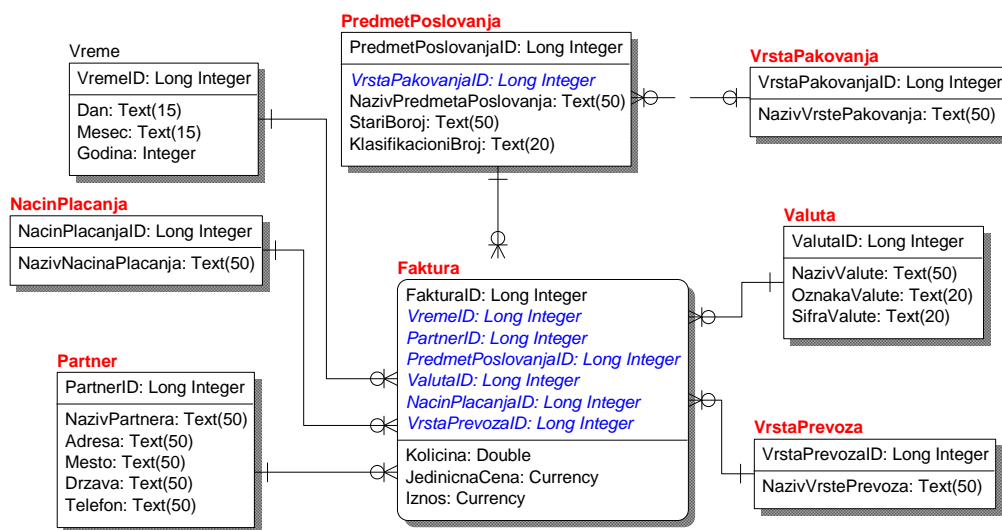 Vreme
VremeID: Long Integer
Dan: Text(15)
Mesec: Text(15)
Godina: Integer
PredmetPoslovanja
PredmetPoslovanjaID: Long Integer
VrstaPakovanjaID: Long Integer
NazivPredmetaPoslovanja: Text(50)
StariBoroj: Text(50)
KlasifikacioniBroj: Text(20)
VrstaPakovanja
VrstaPakovanjaID: Long Integer
NazivVrstePakovanja: Text(50)
NacinPlacanja
NacinPlacanjaID: Long Integer
NazivNacinaPlacanja: Text(50)
Valuta
ValutaID: Long Integer
NazivValute: Text(50)
OznakaValute: Text(20)
SifraValute: Text(20)
Faktura
FakturaID: Long Integer
VremeID: Long Integer
PartnerID: Long Integer
PredmetPoslovanjaID: Long Integer
ValutaID: Long Integer
NacinPlacanjaID: Long Integer
VrstaPrevozaID: Long Integer
Kolicina: Double
JedinicnaCena: Currency
Iznos: Currency
Partner
PartnerID: Long Integer
NazivPartnera: Text(50)
Adresa: Text(50)
Mesto: Text(50)
Drzava: Text(50)
Telefon: Text(50)
VrstaPrevoza
VrstaPrevozaID: Long Integer
NazivVrstePrevoza: Text(50)